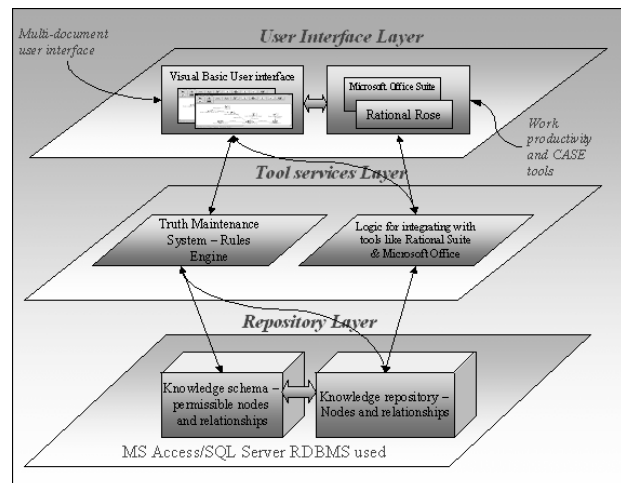 User Interface Layer
Multi-document
user interface
Visual Basic User interface
Microsoft Office Suite
Rational Rose
Work
productivity
and CASE
tools
Tool services Layer
Truth Maintenance
System – Rules
Engine
Logic for integrating with
tools like Rational Suite
& Microsoft Office
Repository Layer
Knowledge schema –
permissible nodes
and relationships
Knowledge repository –
Nodes and relationships
MS Access/SQL Server RDBMS used